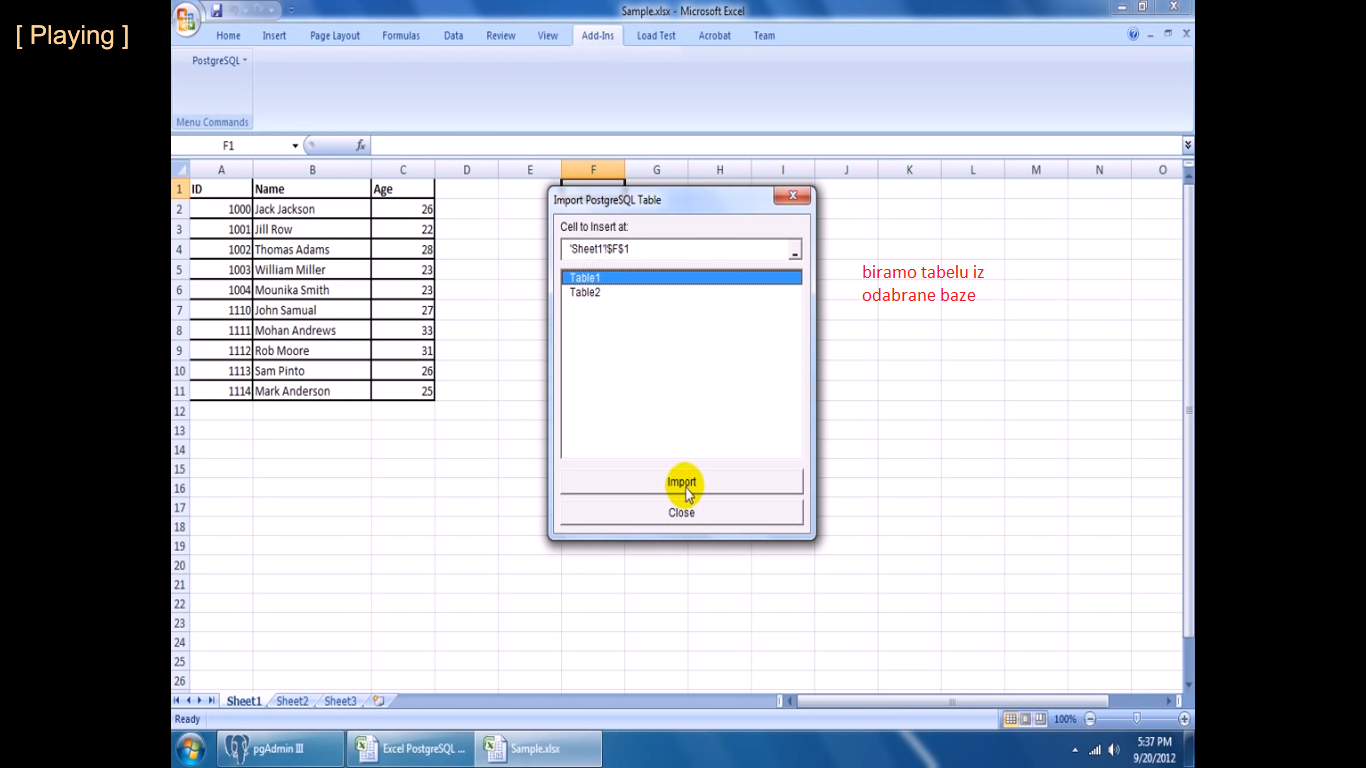 [ Playing ]
Sample.xlsx - Microsoft Excel
Home Insert Page Layout Formulas Data Review View Add-Ins Load Test Acrobat Team
PostgreSQL
Menu Commands
F1 fx
A B C D E F G H I J K L M N O
1 ID Name Age
2 1000 Jack Jackson 26
3 1001 Jill Row 22
4 1002 Thomas Adams 28
5 1003 William Miller 23
6 1004 Mounika Smith 23
7 1110 John Samual 27
8 1111 Mohan Andrews 33
9 1112 Rob Moore 31
10 1113 Sam Pinto 26
11 1114 Mark Anderson 25
12
13
14
15
16
17
18
19
20
21
22
23
24
25
26
Import PostgreSQL Table
Cell to Insert at:
'Sheet1'!$F$1
Table1
Table2
Import
Close
biramo tabelu iz
odabrane baze
Sheet1 Sheet2 Sheet3
Ready 100%
pgAdmin III Excel PostgreSQL ... Sample.xlsx
5:37 PM
9/20/2012